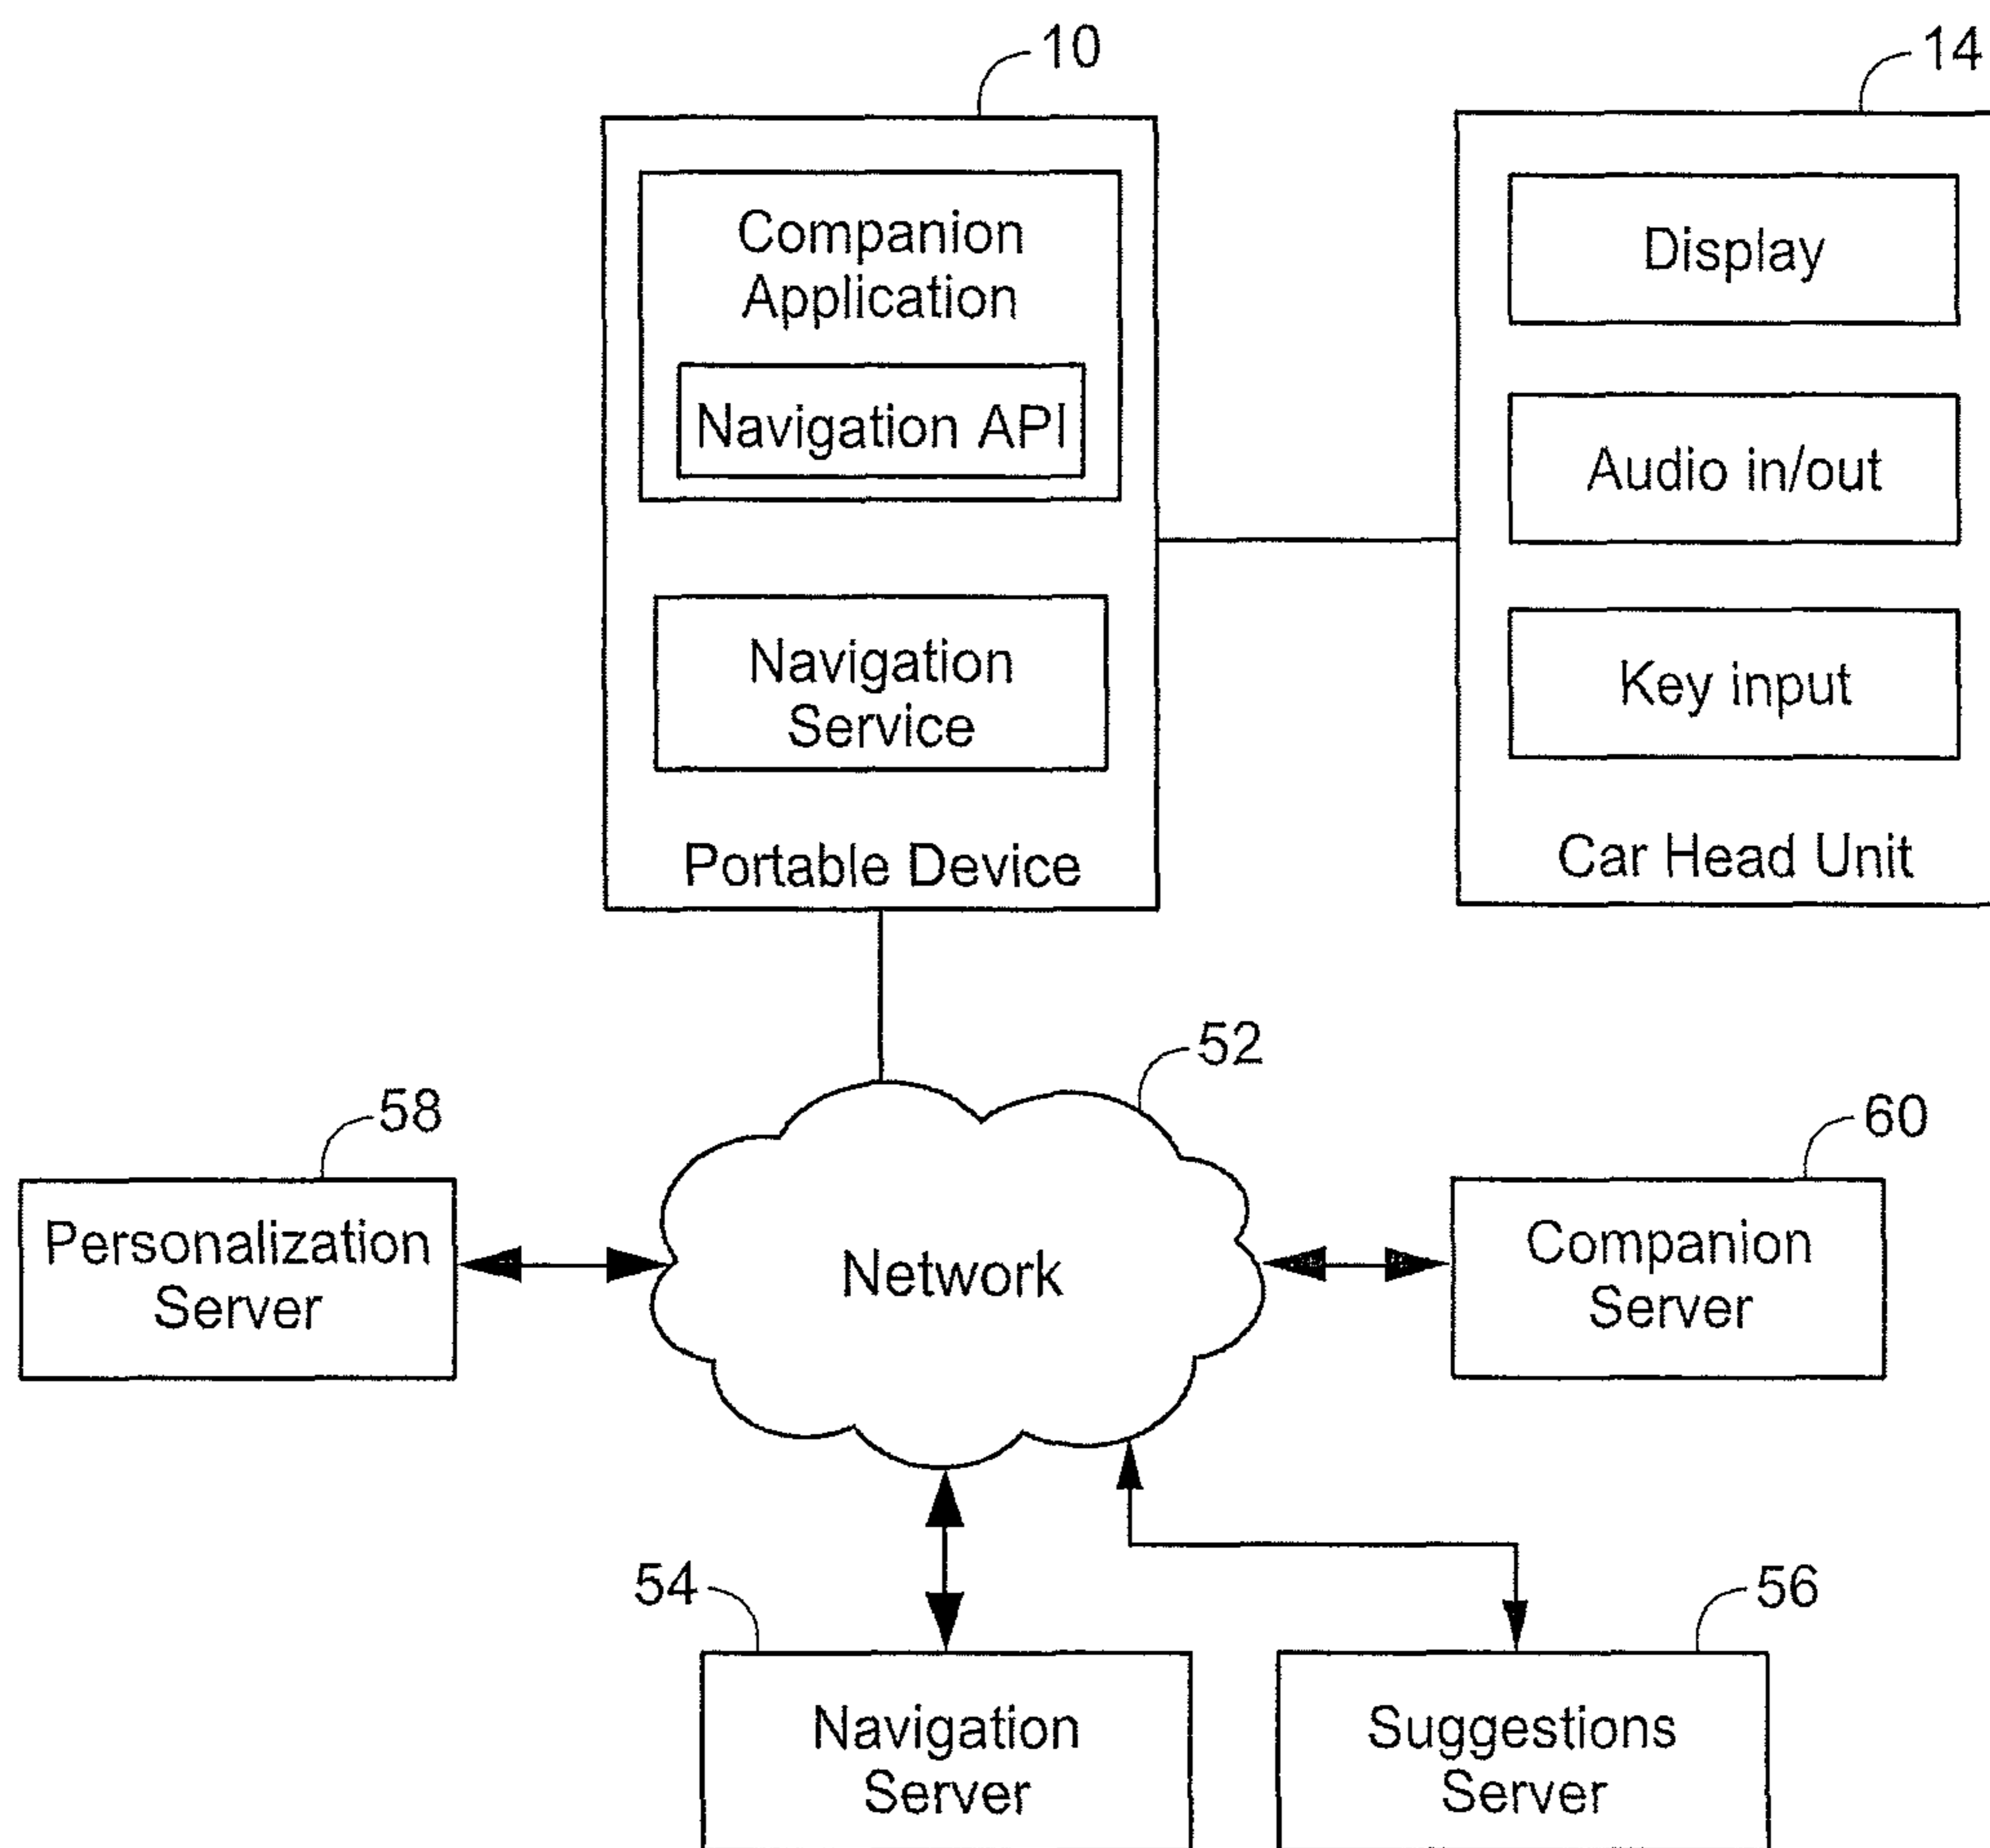 10
14
Companion
Application
Navigation API
Navigation
Service
Portable Device
Display
Audio in/out
Key input
Car Head Unit
52
58
60
Personalization
Server
Network
Companion
Server
54
56
Navigation
Server
Suggestions
Server